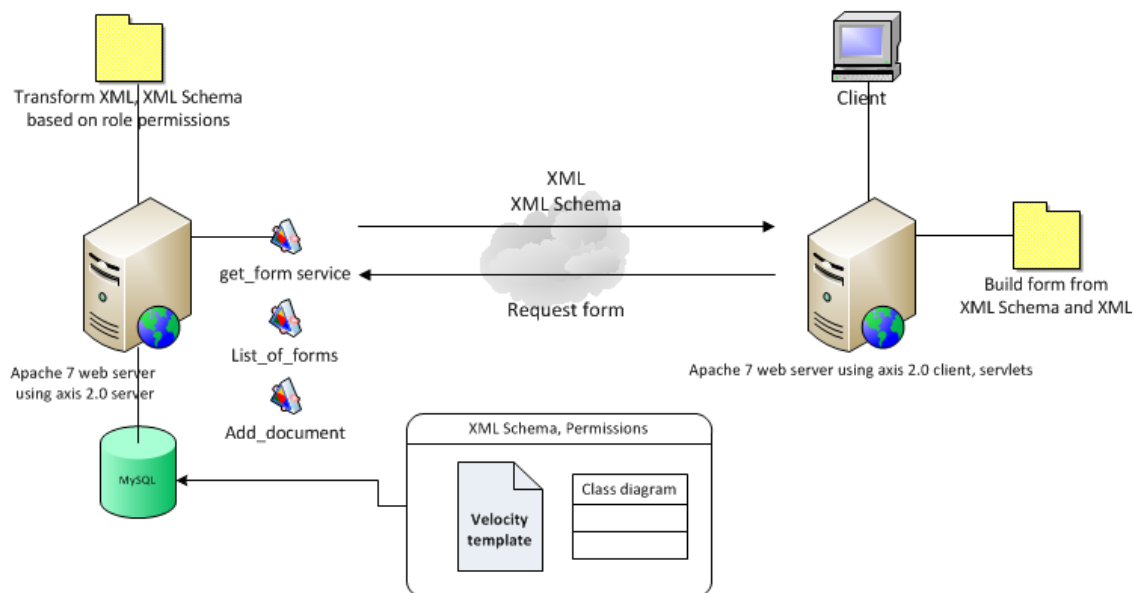 Transform XML, XML Schema
based on role permissions
Client
XML
XML Schema
get_form service
Request form
Build form from
XML Schema and XML
List_of_forms
Apache 7 web server
using axis 2.0 server
Apache 7 web server using axis 2.0 client, servlets
Add_document
XML Schema, Permissions
MySQL
Velocity
template
Class diagram